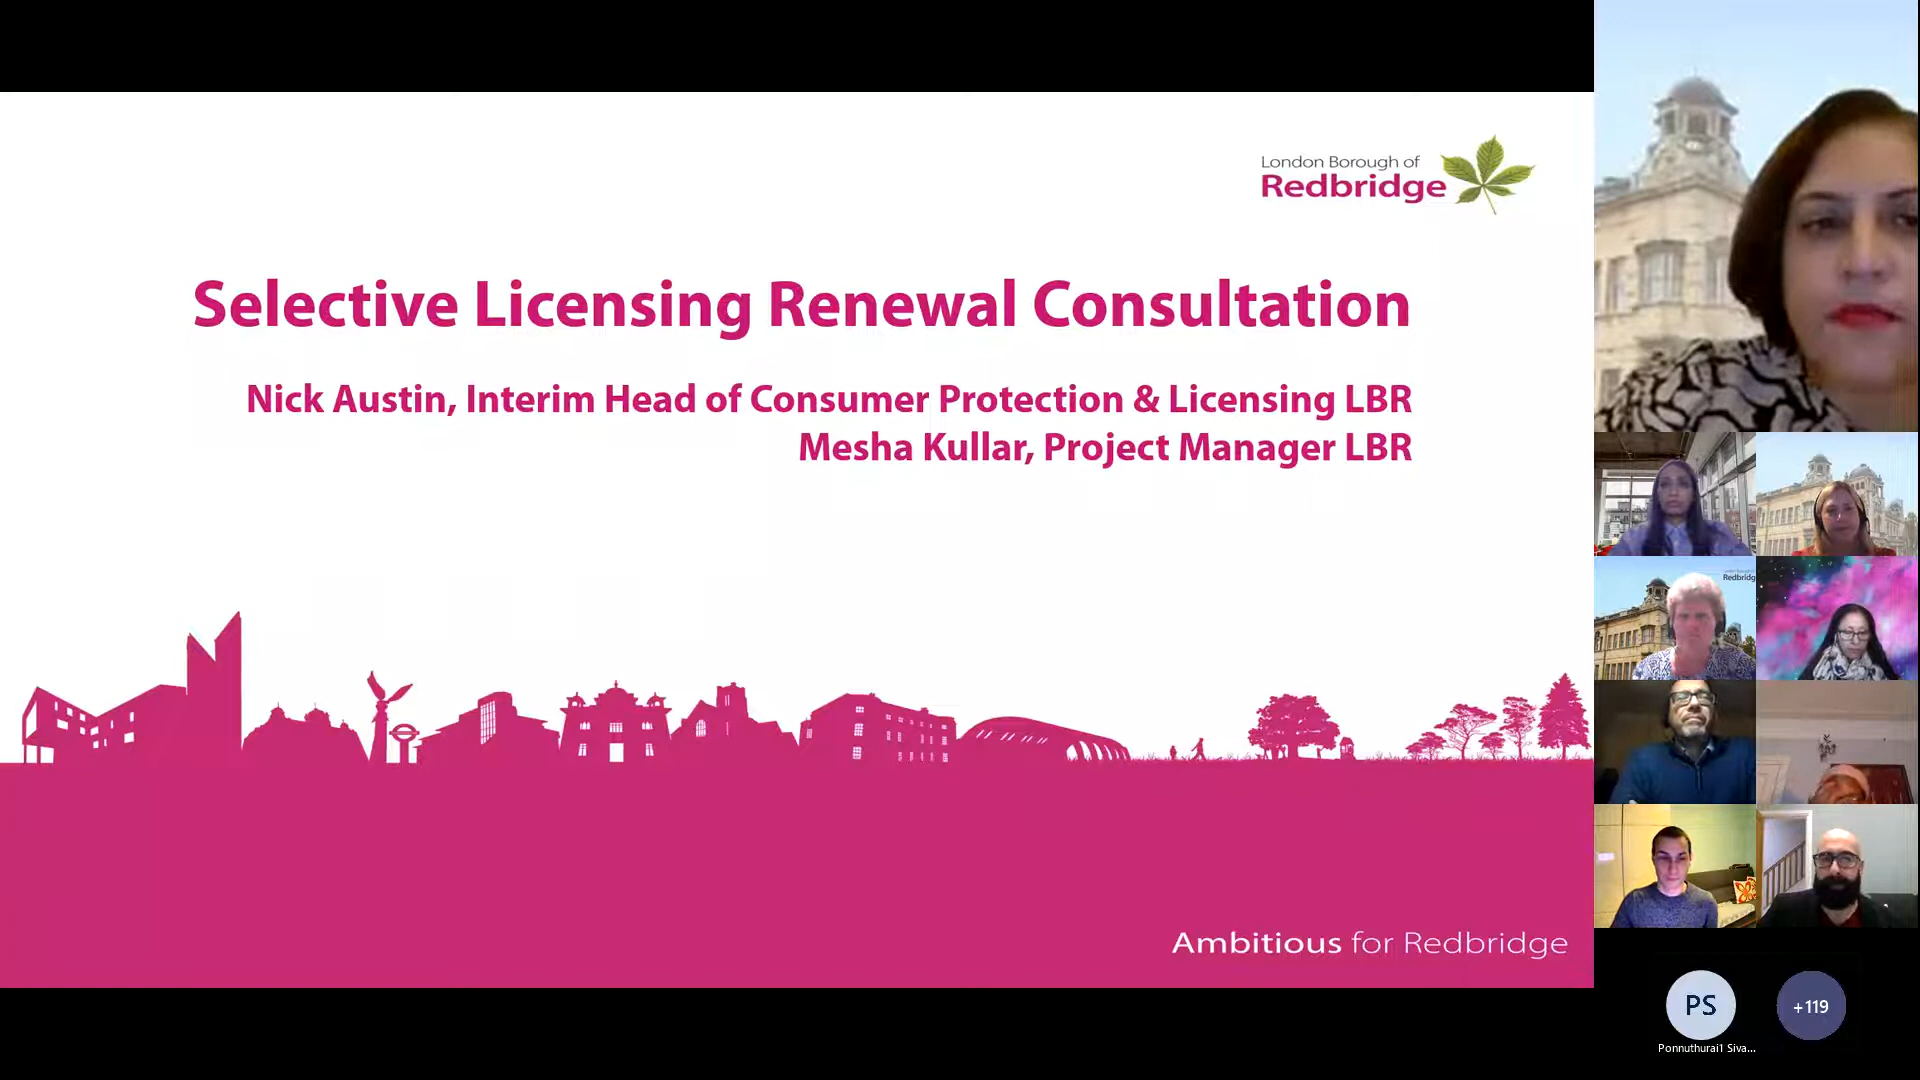 London Borough of
Redbridge
Selective Licensing Renewal Consultation
Nick Austin, Interim Head of Consumer Protection & Licensing LBR
Mesha Kullar, Project Manager LBR
Ambitious for Redbridge
Redbridg
PS
+119
Ponnuthurai1 Siva...